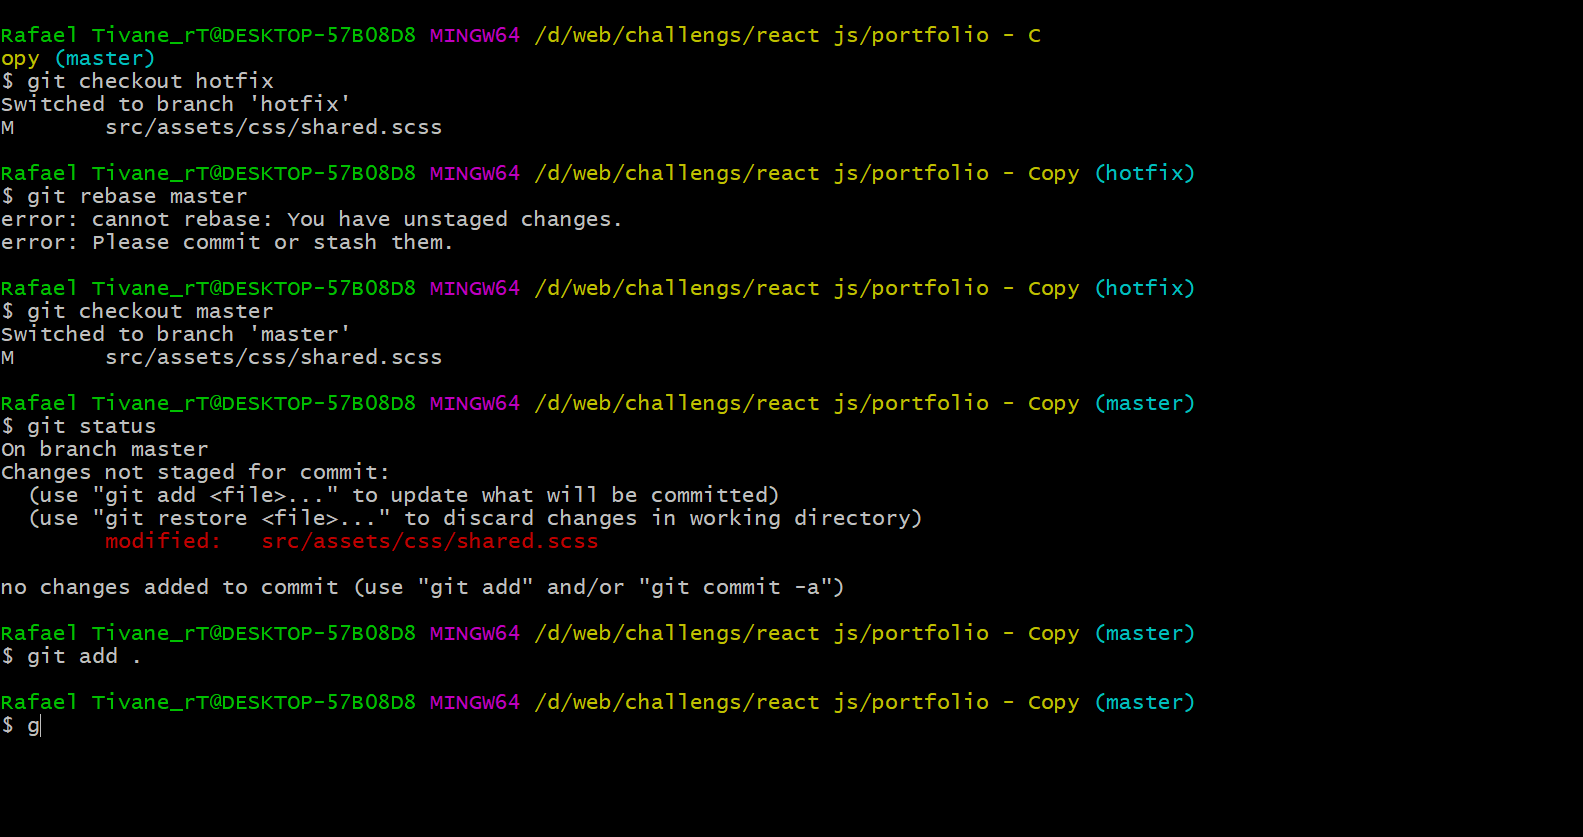 Rafael Tivane_rT@DESKTOP-57B08D8 MINGW64 /d/web/challengs/react js/portfolio - C
opy (master)
$ git checkout hotfix
Switched to branch 'hotfix'
M       src/assets/css/shared.scss
Rafael Tivane_rT@DESKTOP-57B08D8 MINGW64 /d/web/challengs/react js/portfolio - Copy (hotfix)
$ git rebase master
error: cannot rebase: You have unstaged changes.
error: Please commit or stash them.
Rafael Tivane_rT@DESKTOP-57B08D8 MINGW64 /d/web/challengs/react js/portfolio - Copy (hotfix)
$ git checkout master
Switched to branch 'master'
M       src/assets/css/shared.scss
Rafael Tivane_rT@DESKTOP-57B08D8 MINGW64 /d/web/challengs/react js/portfolio - Copy (master)
$ git status
On branch master
Changes not staged for commit:
  (use "git add <file>..." to update what will be committed)
  (use "git restore <file>..." to discard changes in working directory)
        modified:   src/assets/css/shared.scss
no changes added to commit (use "git add" and/or "git commit -a")
Rafael Tivane_rT@DESKTOP-57B08D8 MINGW64 /d/web/challengs/react js/portfolio - Copy (master)
$ git add .
Rafael Tivane_rT@DESKTOP-57B08D8 MINGW64 /d/web/challengs/react js/portfolio - Copy (master)
$ g